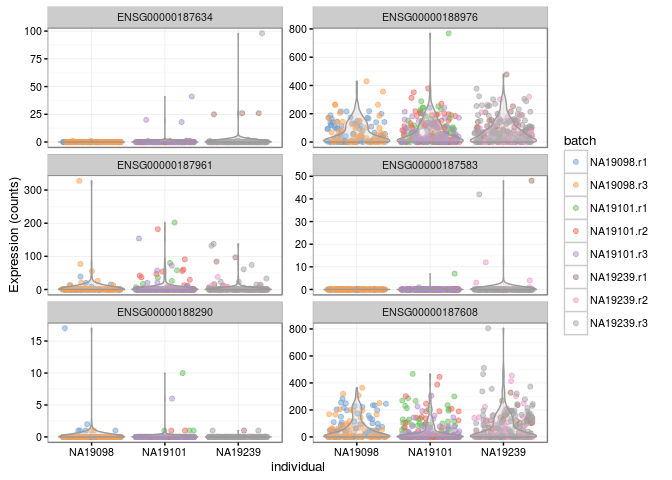 ENSG00000187634
ENSG00000188976
100
75
50
25
0
800
600
400
200
0
ENSG00000187961
ENSG00000187583
300
200
100
0
50
40
30
20
10
0
ENSG00000188290
ENSG00000187608
15
10
5
0
800
600
400
200
0
NA19098
NA19101
NA19239
NA19098
NA19101
NA19239
individual
Expression (counts)
batch
NA19098.r1
NA19098.r3
NA19101.r1
NA19101.r2
NA19101.r3
NA19239.r1
NA19239.r2
NA19239.r3